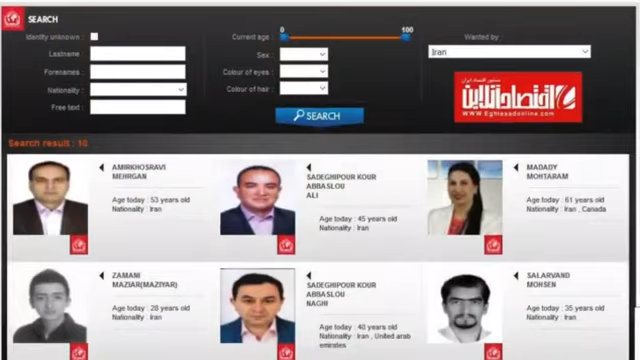 SEARCH
Identity unknown :
Lastname :
Forenames :
Nationality :
Free text :
Current age :
0
100
Sex :
Colour of eyes :
Colour of hair :
SEARCH
Wanted by :
Iran
اقتصادآنلاین
www.Eghtesadonline.com
Search result : 10
AMIRKHOSRAVI
MEHRGAN
Age today : 53 years old
Nationality : Iran
SADEGHIPOUR KOUR
ABBASLOU
ALI
Age today : 45 years old
Nationality : Iran
MADADY
MOHTARAM
Age today : 61 years old
Nationality : Iran , Canada
ZAMANI
MAZIAR(MAZIYAR)
Age today : 28 years old
Nationality : Iran
SADEGHIPOUR KOUR
ABBASLOU
NAGHI
Age today : 40 years old
Nationality : Iran , United arab
emirates
SALARVAND
MOHSEN
Age today : 35 years old
Nationality : Iran